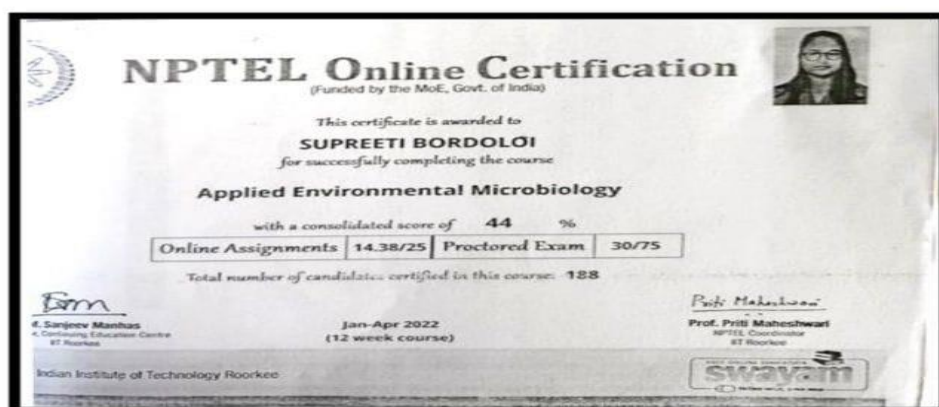 NPTEL Online Certification
(Funded by the MoE, Govt. of India)
This certificate is awarded to
SUPREETI BORDOLOI
for successfully completing the course
Applied Environmental Microbiology
with a consolidated score of 44 %
Online Assignments 14.38/25 Proctored Exam 30/75
Total number of candidates certified in this course: 188
Priti Maheshwari
Sanjeev Manhas
Continuing Education Centre
IIT Roorkee
Jan-Apr 2022
(12 week course)
Prof. Priti Maheshwari
NPTEL Coordinator
IIT Roorkee
Indian Institute of Technology Roorkee
swayam